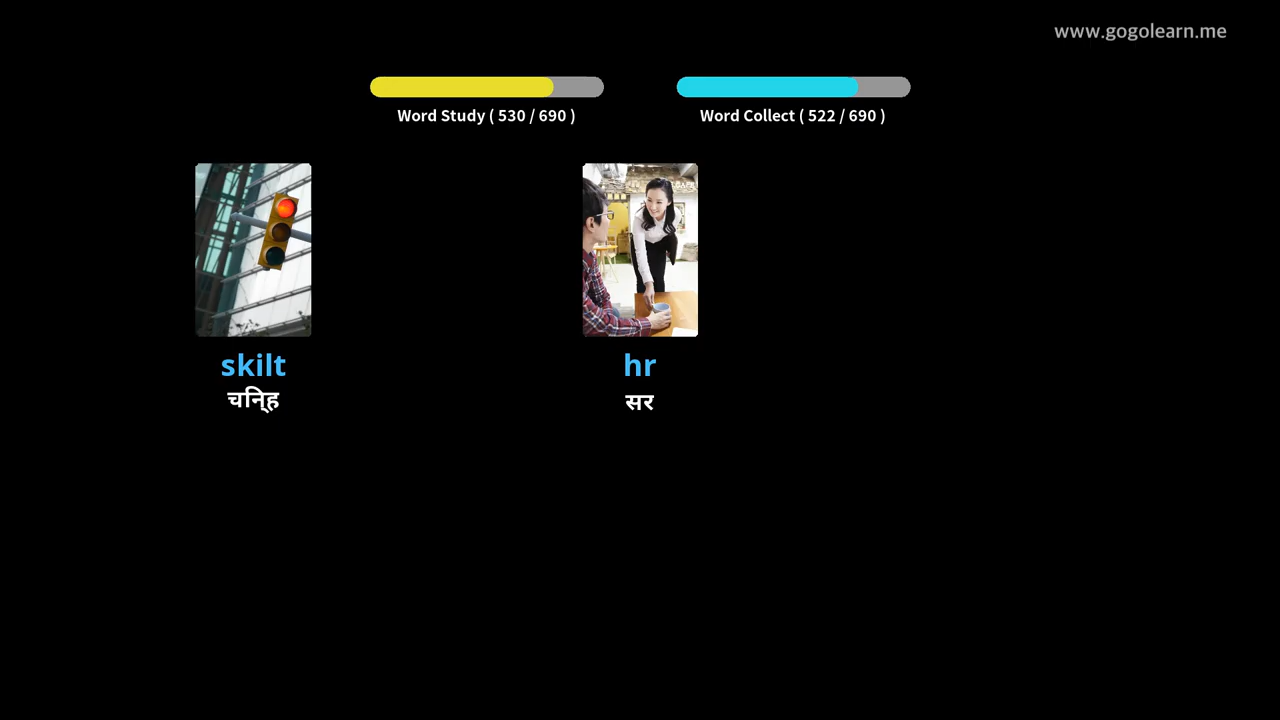 www.gogolearn.me
Word Study ( 530 / 690 )
Word Collect ( 522 / 690 )
skilt
चिन्हि
hr
सर